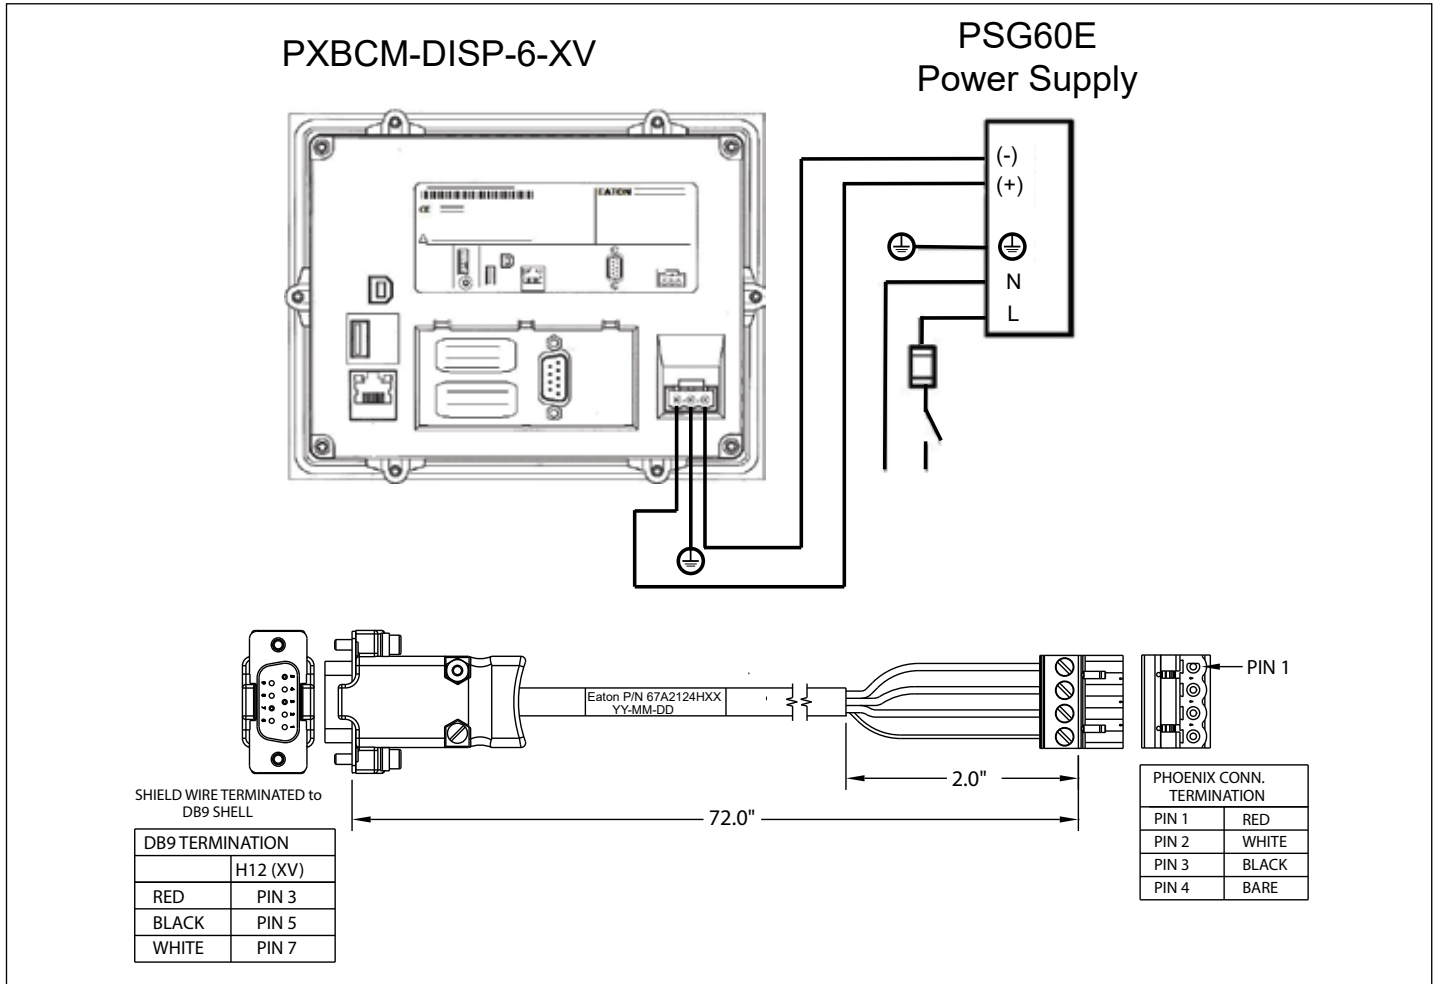 PXBCM-DISP-6-XV
PSG60E
Power Supply
(-)
(+)
N
L
EATON
CE
Eaton P/N 67A2124HXX
YY-MM-DD
PIN 1
2.0"
72.0"
SHIELD WIRE TERMINATED to
DB9 SHELL
DB9 TERMINATION
H12 (XV)
RED PIN 3
BLACK PIN 5
WHITE PIN 7
PHOENIX CONN.
TERMINATION
PIN 1 RED
PIN 2 WHITE
PIN 3 BLACK
PIN 4 BARE